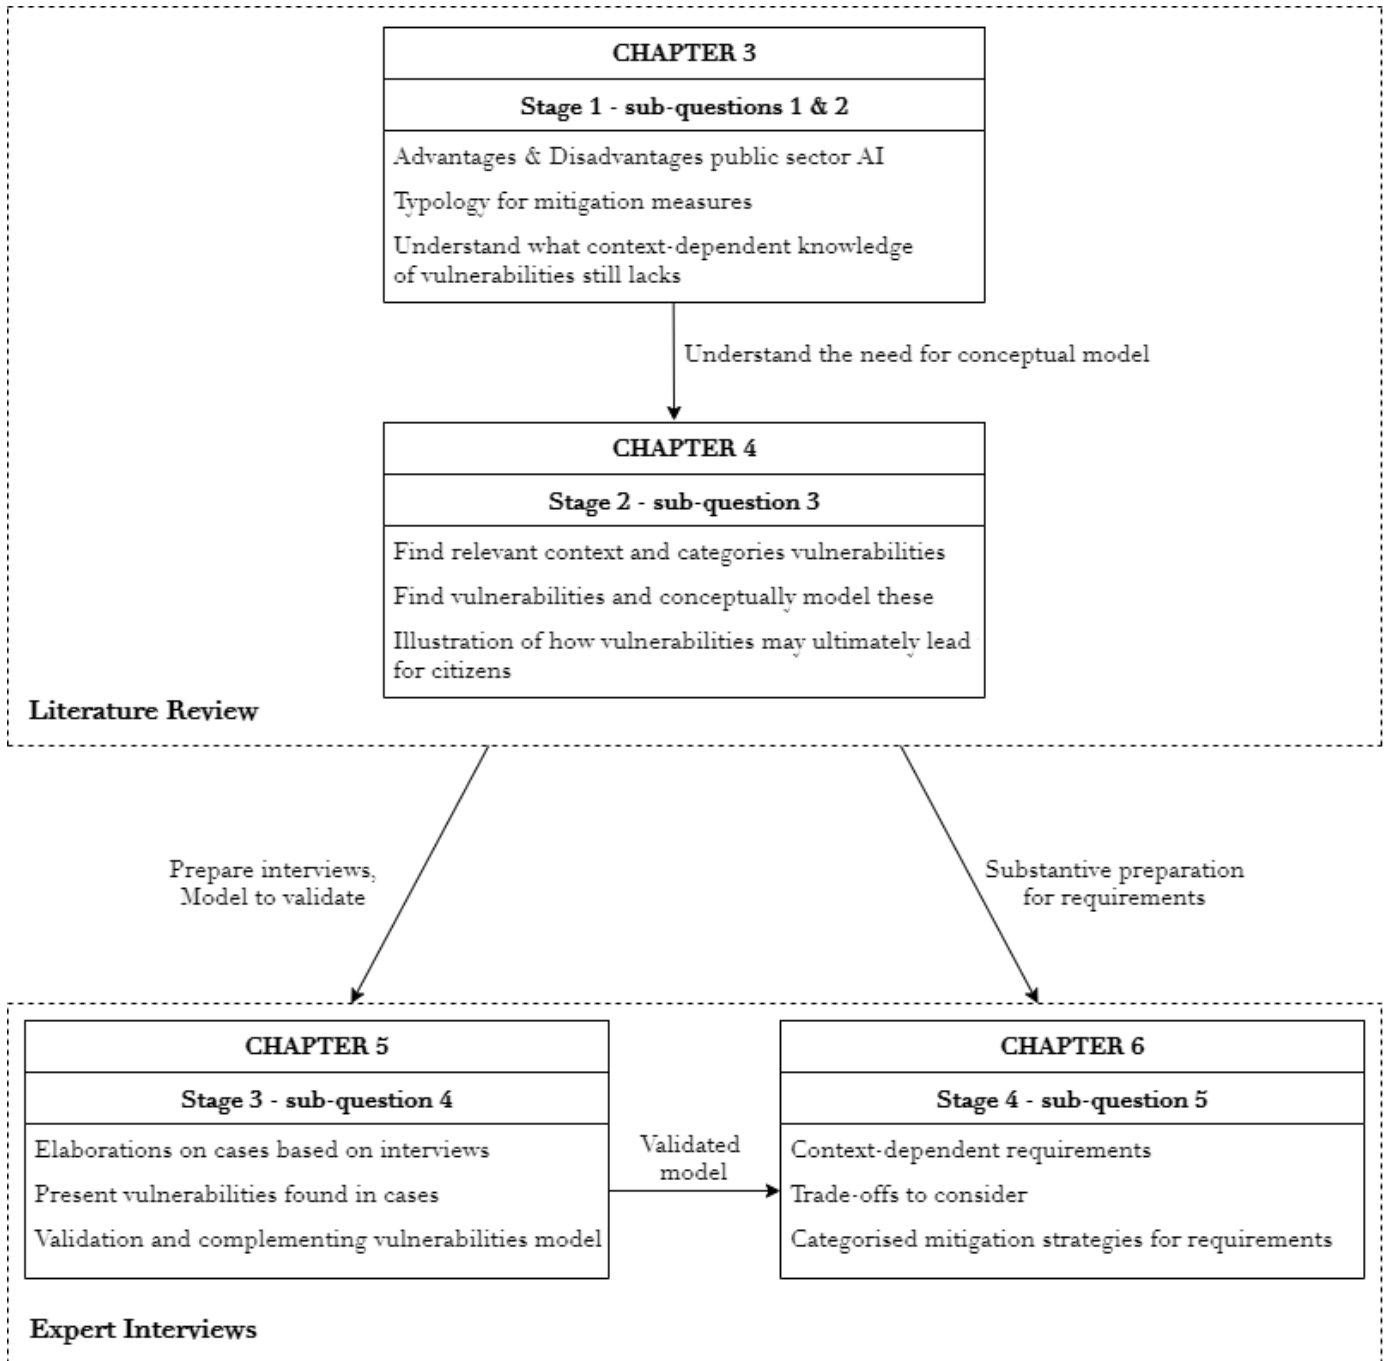 CHAPTER 3
Stage 1 - sub-questions 1 & 2
Advantages & Disadvantages public sector AI
Typology for mitigation measures
Understand what context-dependent knowledge
of vulnerabilities still lacks
Understand the need for conceptual model
CHAPTER 4
Stage 2 - sub-question 3
Find relevant context and categories vulnerabilities
Find vulnerabilities and conceptually model these
Illustration of how vulnerabilities may ultimately lead
for citizens
Literature Review
Prepare interviews,
Model to validate
Substantive preparation
for requirements
CHAPTER 5
Stage 3 - sub-question 4
Elaborations on cases based on interviews
Present vulnerabilities found in cases
Validation and complementing vulnerabilities model
Validated
model
CHAPTER 6
Stage 4 - sub-question 5
Context-dependent requirements
Trade-offs to consider
Categorised mitigation strategies for requirements
Expert Interviews